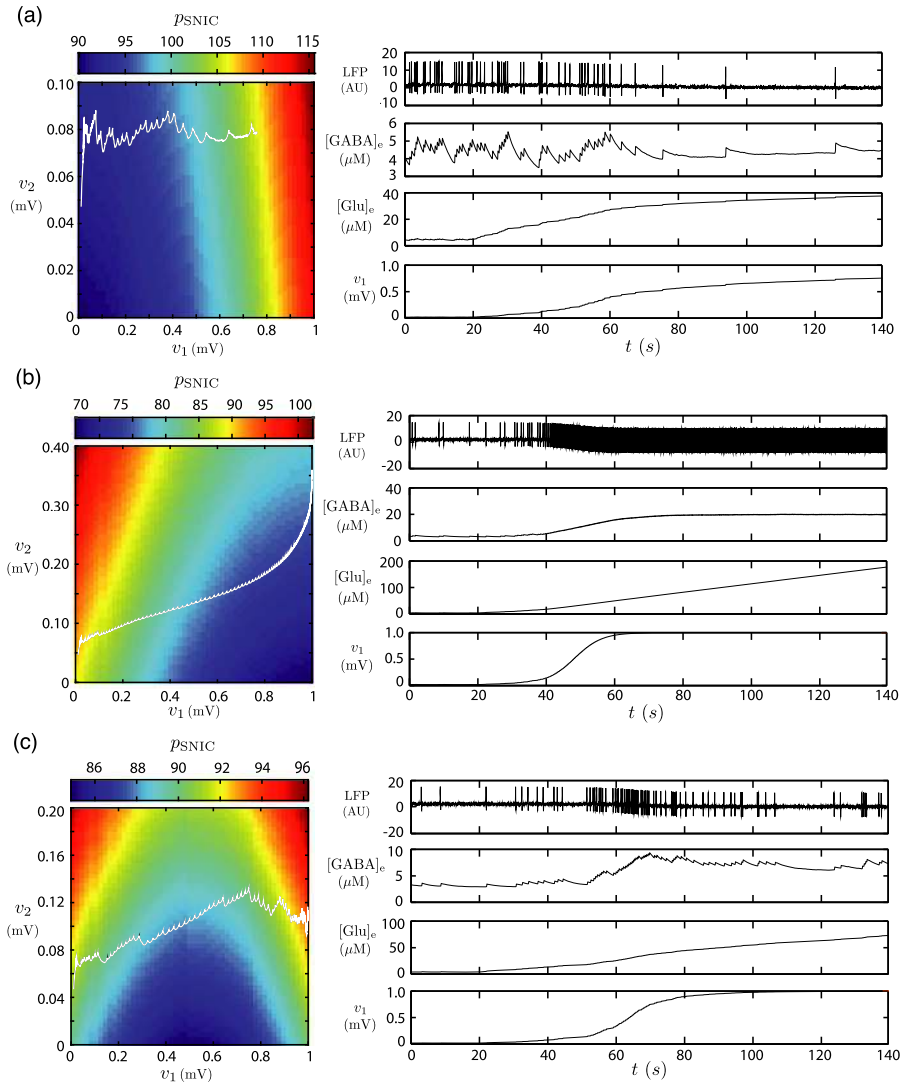 (a)
p_SNIC
90 95 100 105 110 115
0.10
0.08
0.06
0.04
0.02
0
v_2
(mV)
0 0.2 0.4 0.6 0.8 1
v_1 (mV)
LFP
(AU)
20
10
0
-10
[GABA]_e
(μM)
6
5
4
3
[Glu]_e
(μM)
40
20
0
v_1
(mV)
1.0
0.5
0
0 20 40 60 80 100 120 140
t (s)
(b)
p_SNIC
70 75 80 85 90 95 100
0.40
0.30
0.20
0.10
0
v_2
(mV)
0 0.2 0.4 0.6 0.8 1
v_1 (mV)
LFP
(AU)
20
0
-20
[GABA]_e
(μM)
40
20
0
[Glu]_e
(μM)
200
100
0
v_1
(mV)
1.0
0.5
0
0 20 40 60 80 100 120 140
t (s)
(c)
p_SNIC
86 88 90 92 94 96
0.20
0.16
0.12
0.08
0.04
0
v_2
(mV)
0 0.2 0.4 0.6 0.8 1
v_1 (mV)
LFP
(AU)
20
0
-20
[GABA]_e
(μM)
10
5
0
[Glu]_e
(μM)
100
50
0
v_1
(mV)
1.0
0.5
0
0 20 40 60 80 100 120 140
t (s)